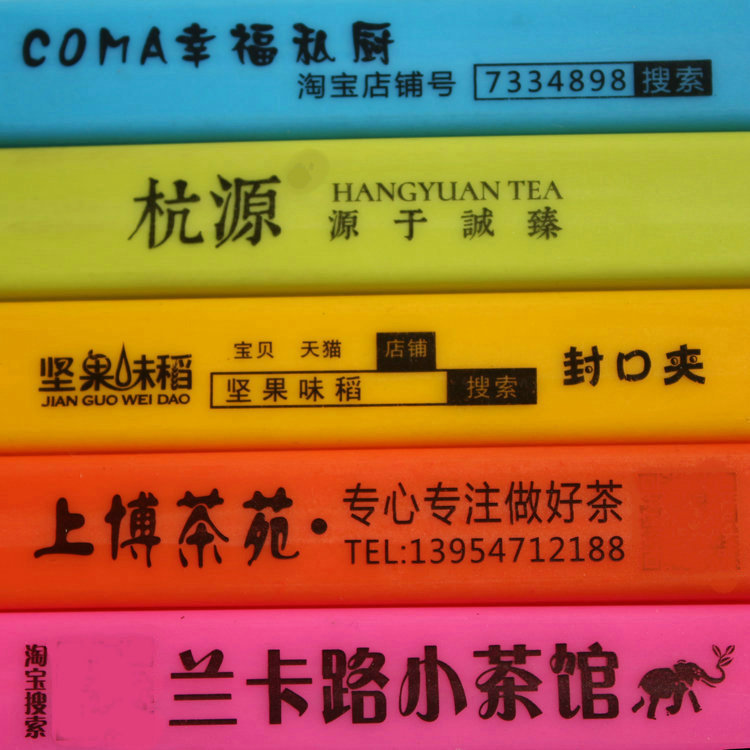 COMA幸福私厨
淘宝店铺号 7334898 搜索
杭源 HANGYUAN TEA
源于誠臻
坚果味稻
JIAN GUO WEI DAO
宝贝 天猫 店铺
坚果味稻 搜索
封口夹
上博茶苑·专心专注做好茶
TEL:13954712188
淘宝搜索
兰卡路小茶馆